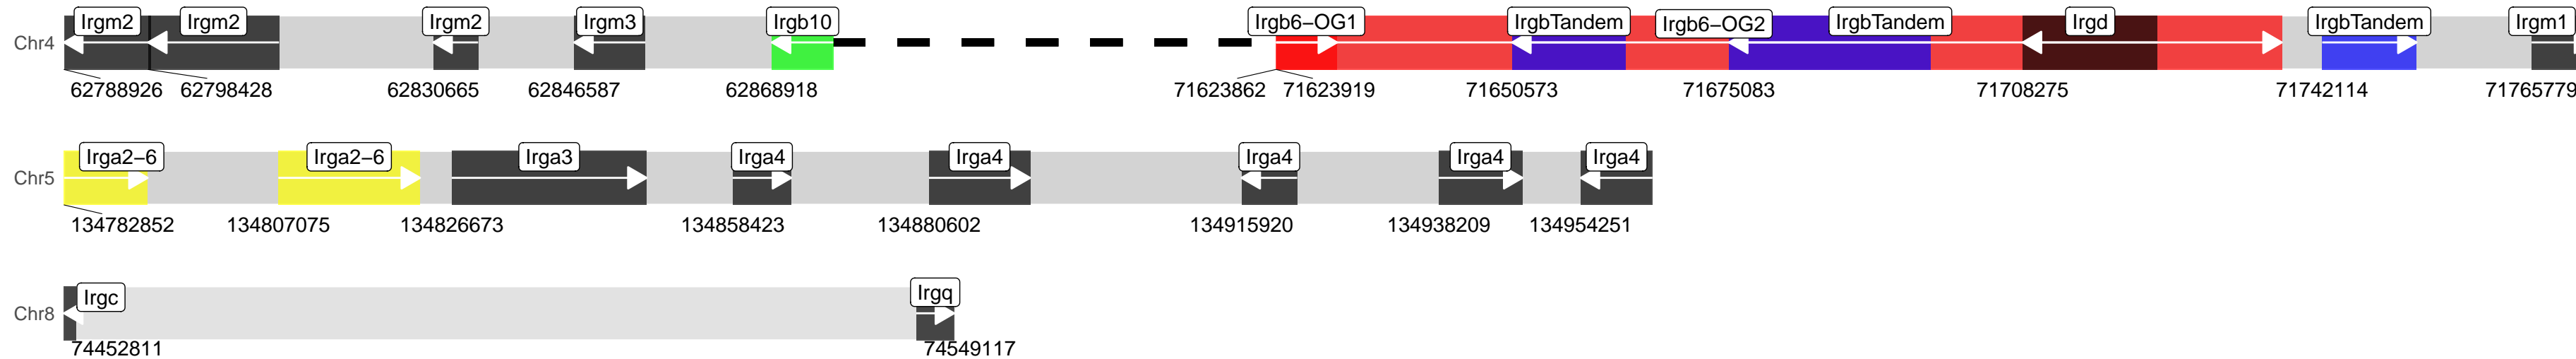 Irgm2 Irgm2 Irgm2 Irgm3 Irgb10 Irgb6−OG1 IrgbTandem Irgb6−OG2 IrgbTandem Irgd IrgbTandem Irgm1
Chr4
62788926 62798428 62830665 62846587 62868918 71623862 71623919 71650573 71675083 71708275 71742114 71765779
Irga2−6 Irga2−6 Irga3 Irga4 Irga4 Irga4 Irga4 Irga4
Chr5
134782852 134807075 134826673 134858423 134880602 134915920 134938209 134954251
Irgc Irgq
Chr8
74452811 74549117